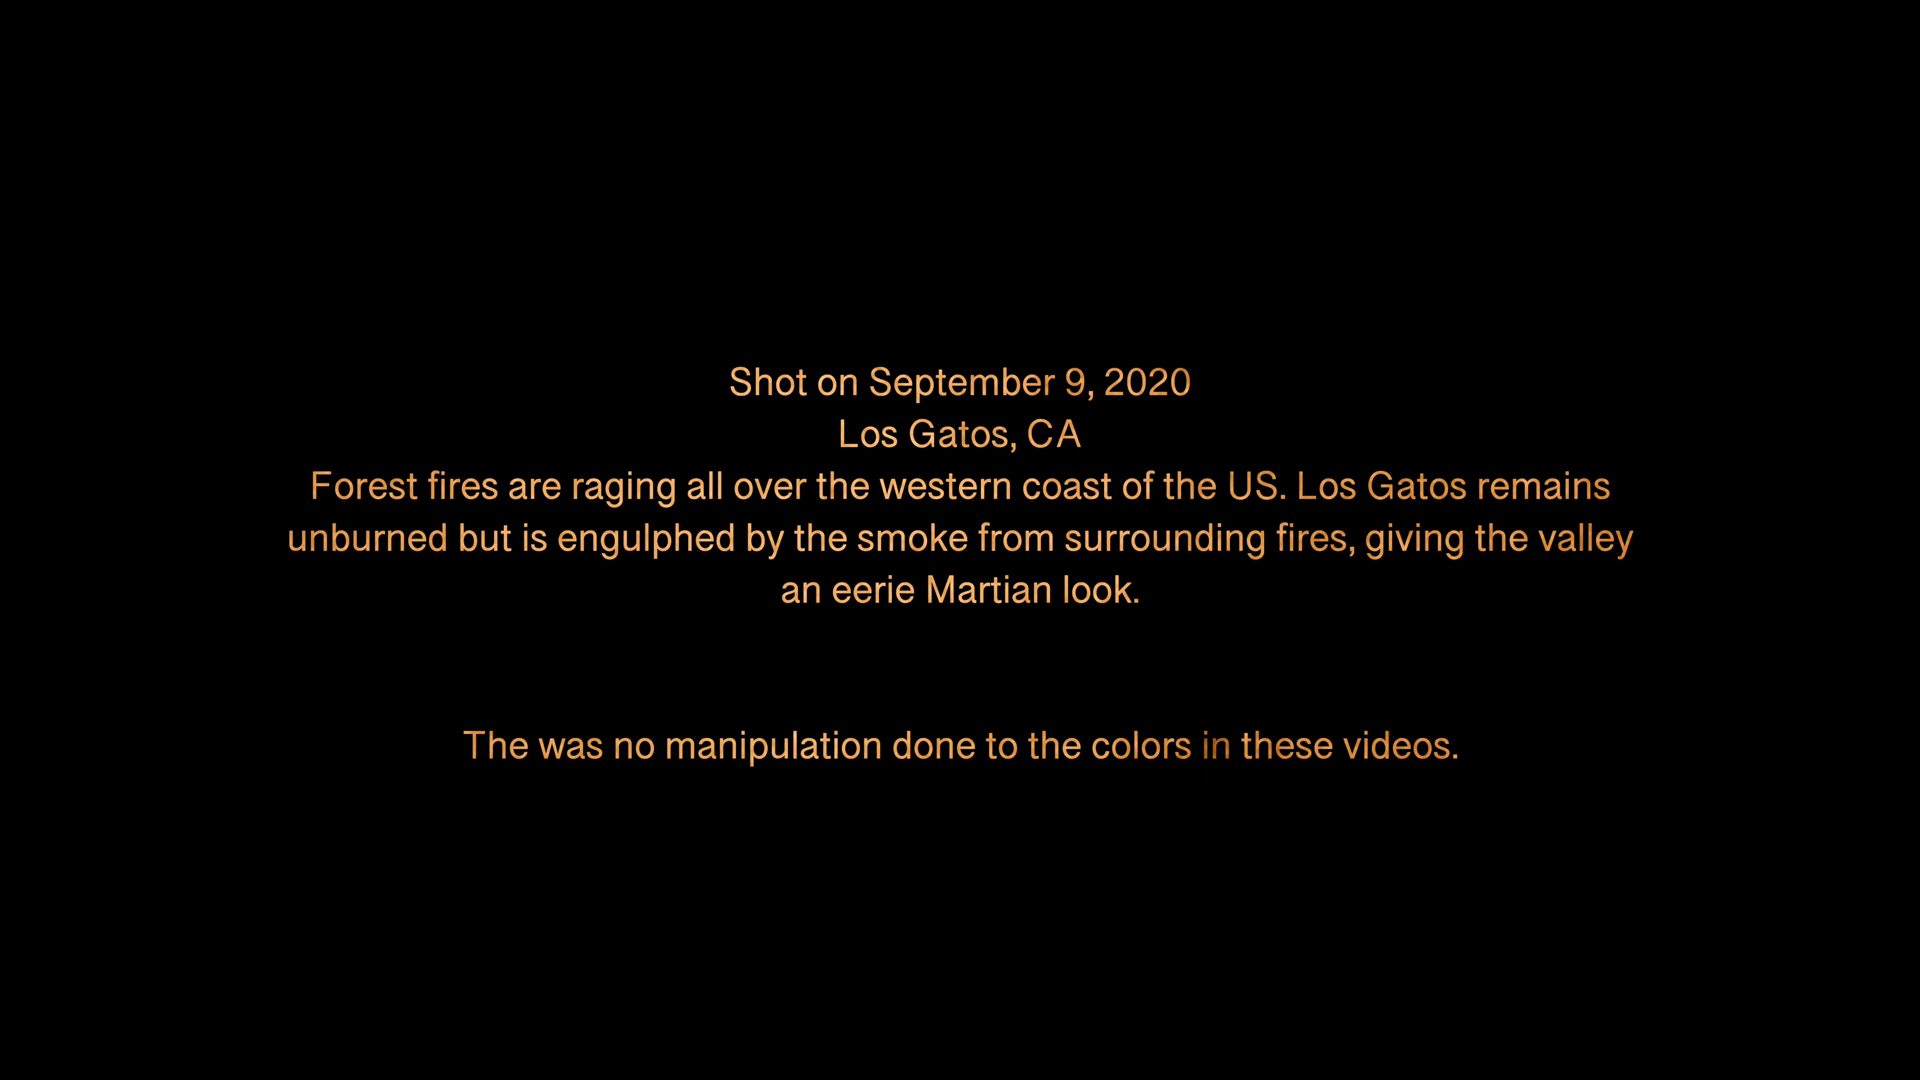 Shot on September 9, 2020
Los Gatos, CA
Forest fires are raging all over the western coast of the US. Los Gatos remains
unburned but is engulphed by the smoke from surrounding fires, giving the valley
an eerie Martian look.
The was no manipulation done to the colors in these videos.